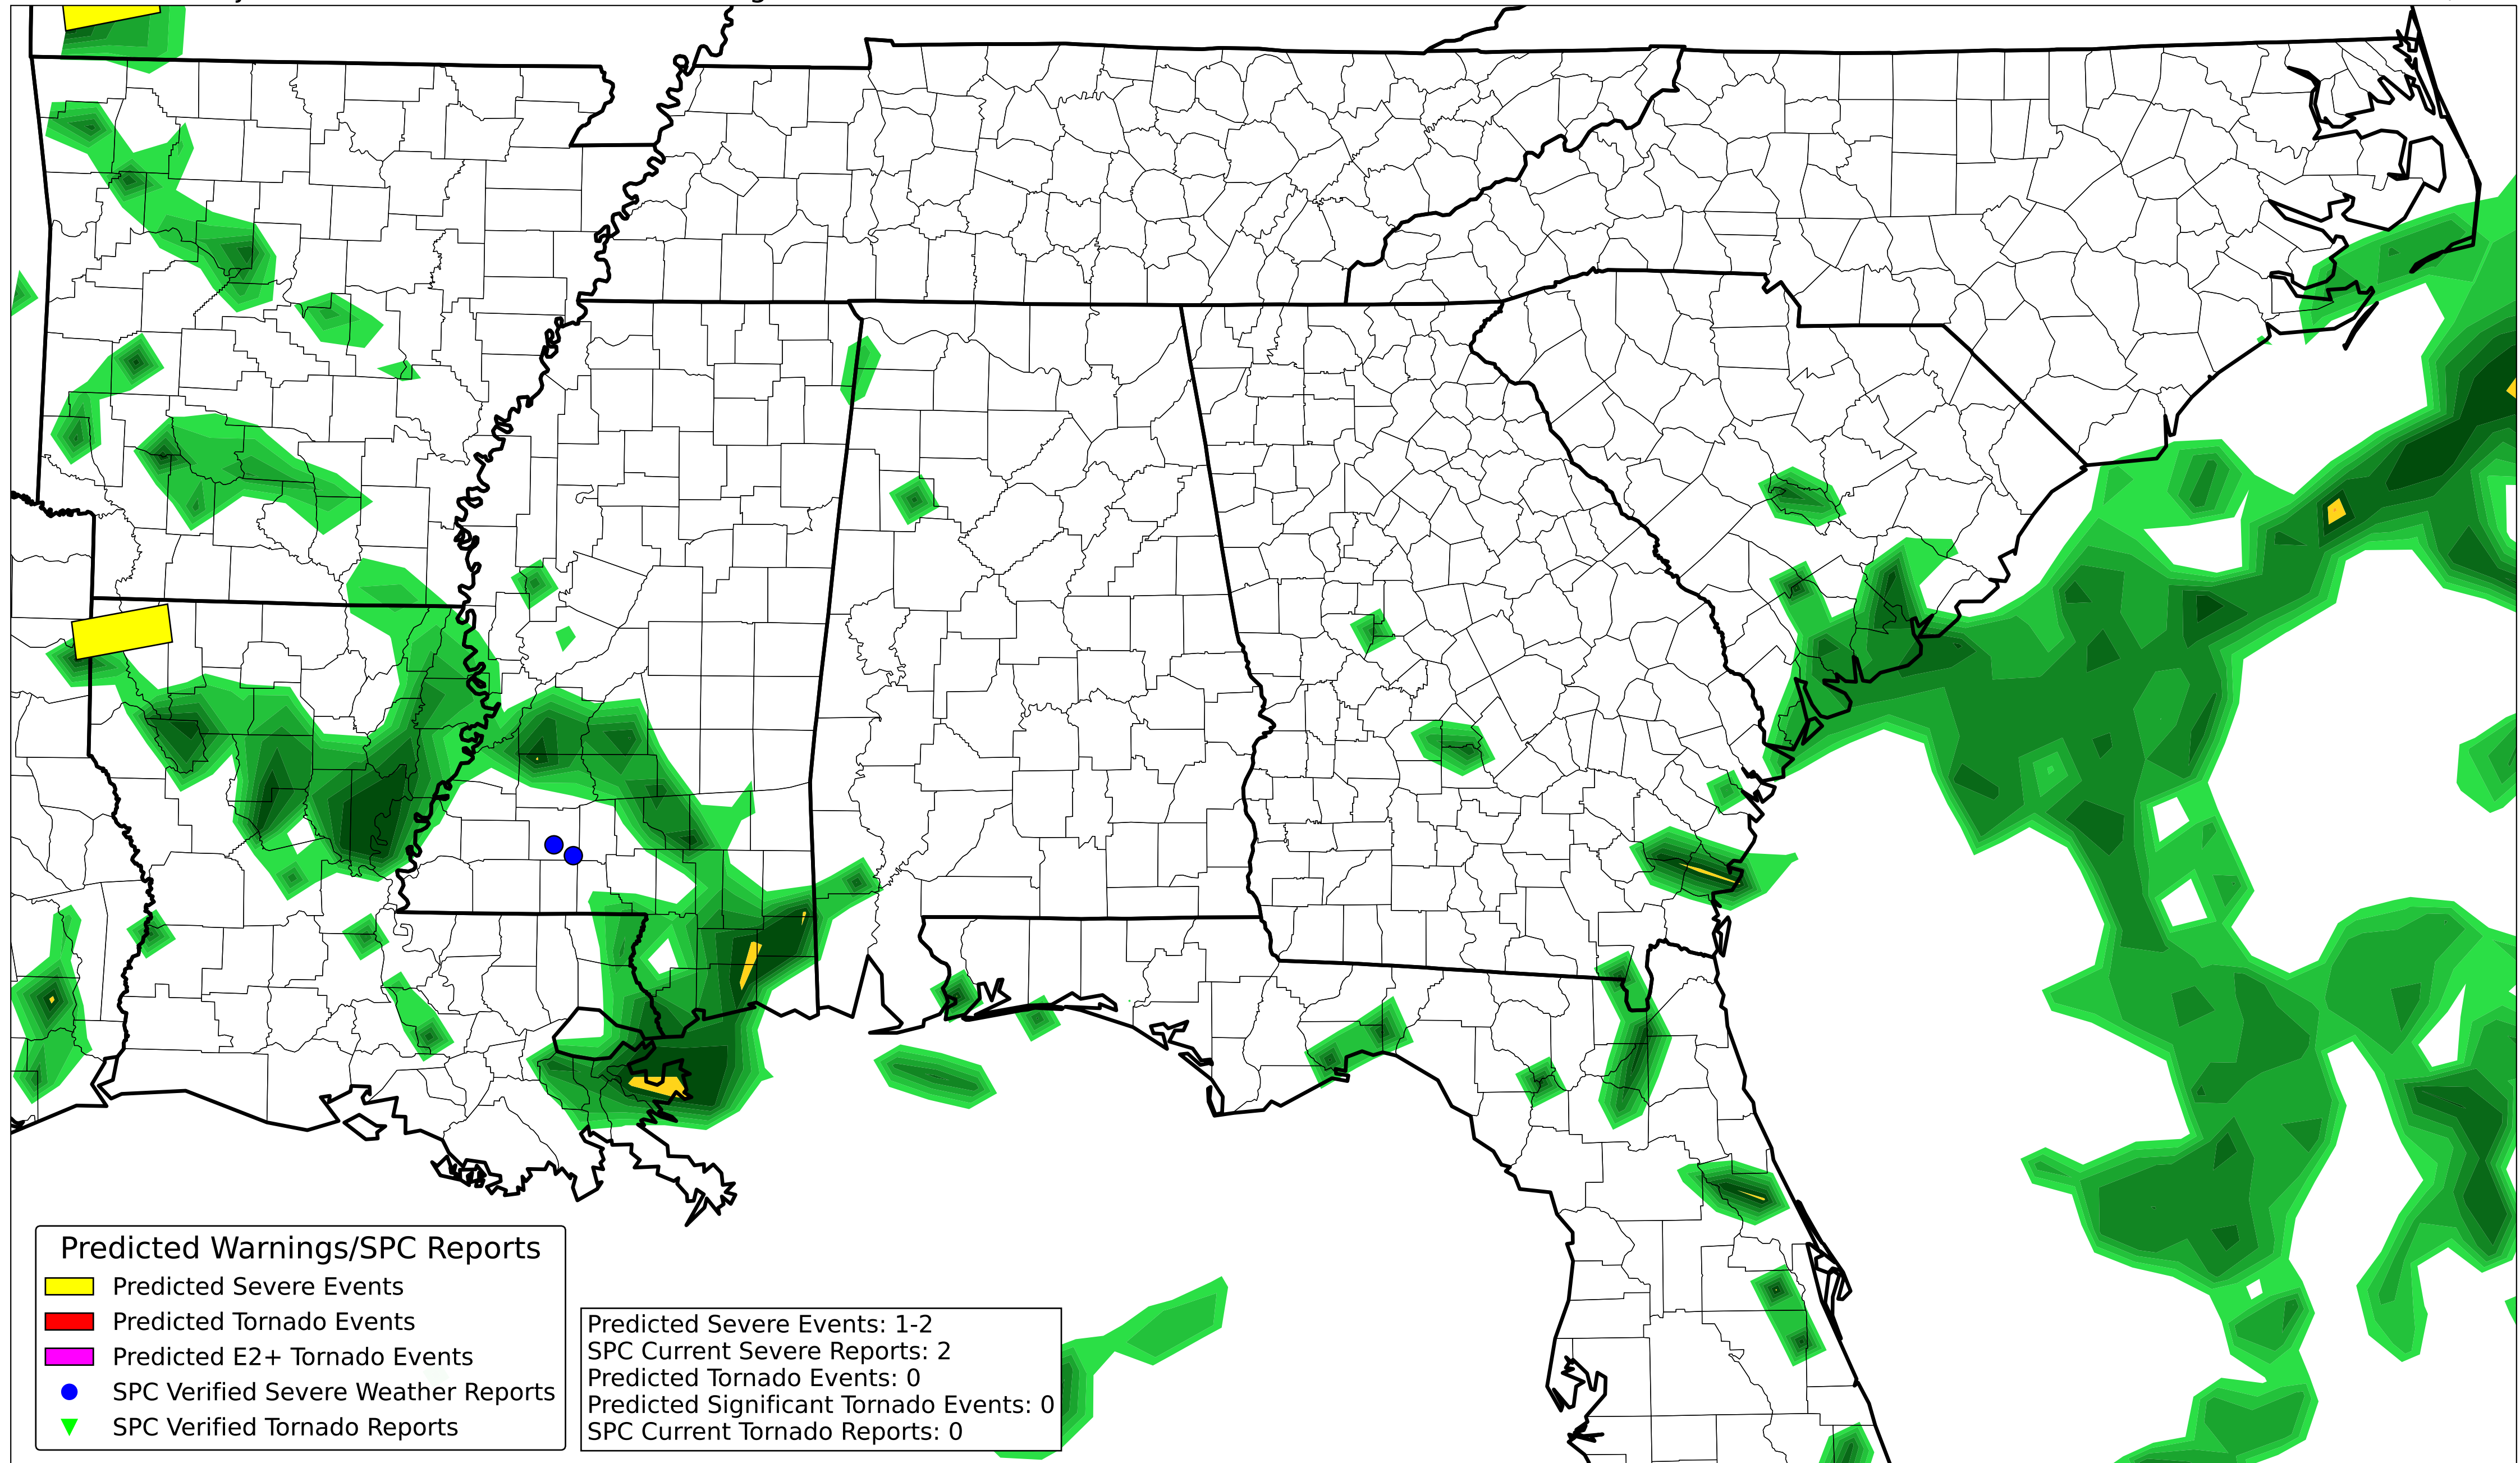 Predicted Warnings/SPC Reports
Predicted Severe Events
Predicted Tornado Events
Predicted E2+ Tornado Events
SPC Verified Severe Weather Reports
SPC Verified Tornado Reports
Predicted Severe Events: 1-2
SPC Current Severe Reports: 2
Predicted Tornado Events: 0
Predicted Significant Tornado Events: 0
SPC Current Tornado Reports: 0